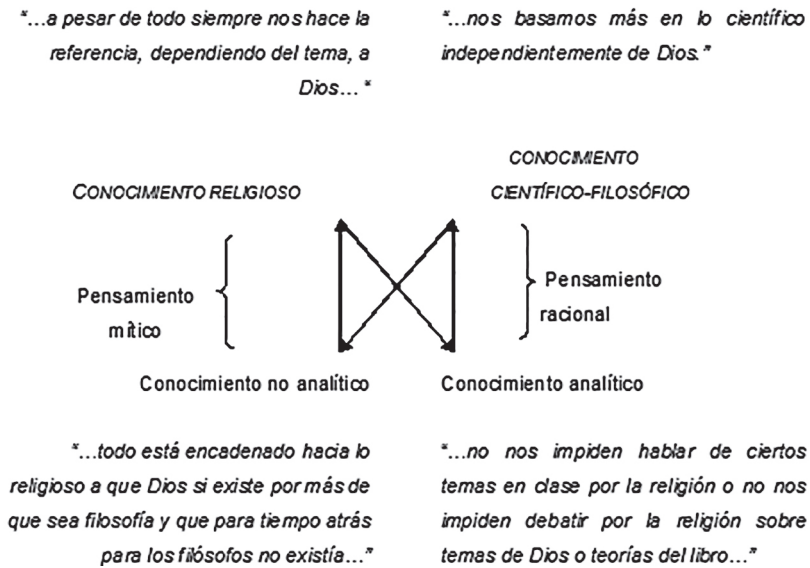 "…a pesar de todo siempre nos hace la
referencia, dependiendo del tema, a
Dios…"
"…nos basamos más en lo científico
independientemente de Dios."
CONOCIMIENTO RELIGIOSO
CONOCIMIENTO
CIENTÍFICO-FILOSÓFICO
Pensamiento
mítico
Pensamiento
racional
Conocimiento no analítico
Conocimiento analítico
"…todo está encadenado hacia lo
religioso a que Dios si existe por más de
que sea filosofía y que para tiempo atrás
para los filósofos no existía…"
"…no nos impiden hablar de ciertos
temas en clase por la religión o no nos
impiden debatir por la religión sobre
temas de Dios o teorías del libro…"